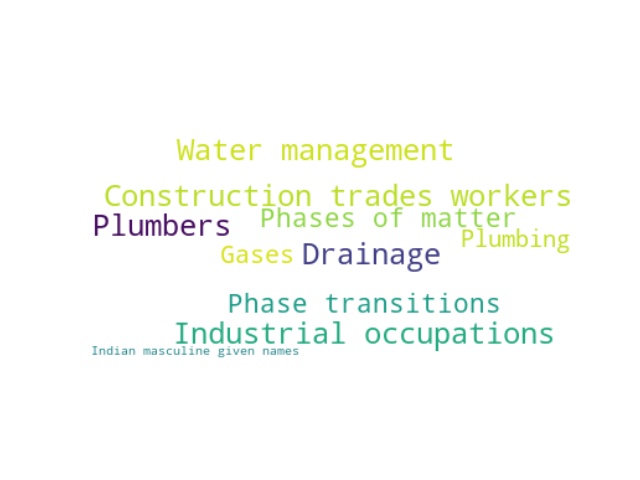 Water management
Construction trades workers
Plumbers
Phases of matter
Plumbing
Gases
Drainage
Phase transitions
Industrial occupations
Indian masculine given names